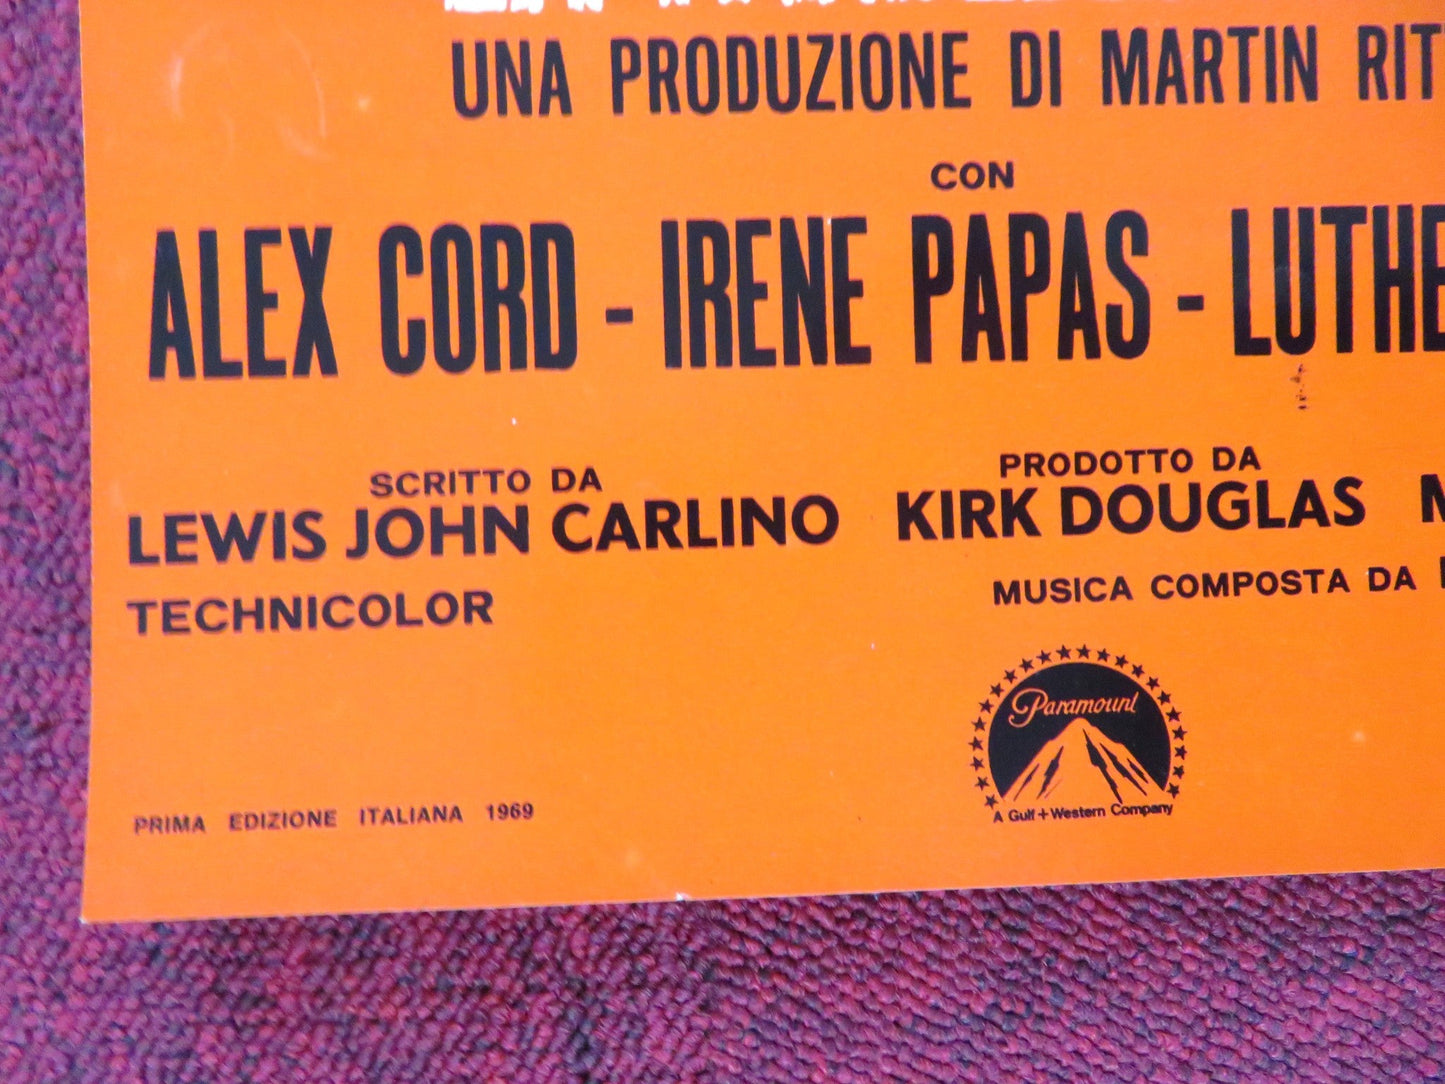 UNA PRODUZIONE DI MARTIN RIT
CON
ALEX CORD - IRENE PAPAS - LUTHE
SCRITTO DA
LEWIS JOHN CARLINO
PRODOTTO DA
KIRK DOUGLAS M
TECHNICOLOR
MUSICA COMPOSTA DA
Paramount
A Gulf+Western Company
PRIMA EDIZIONE ITALIANA 1969